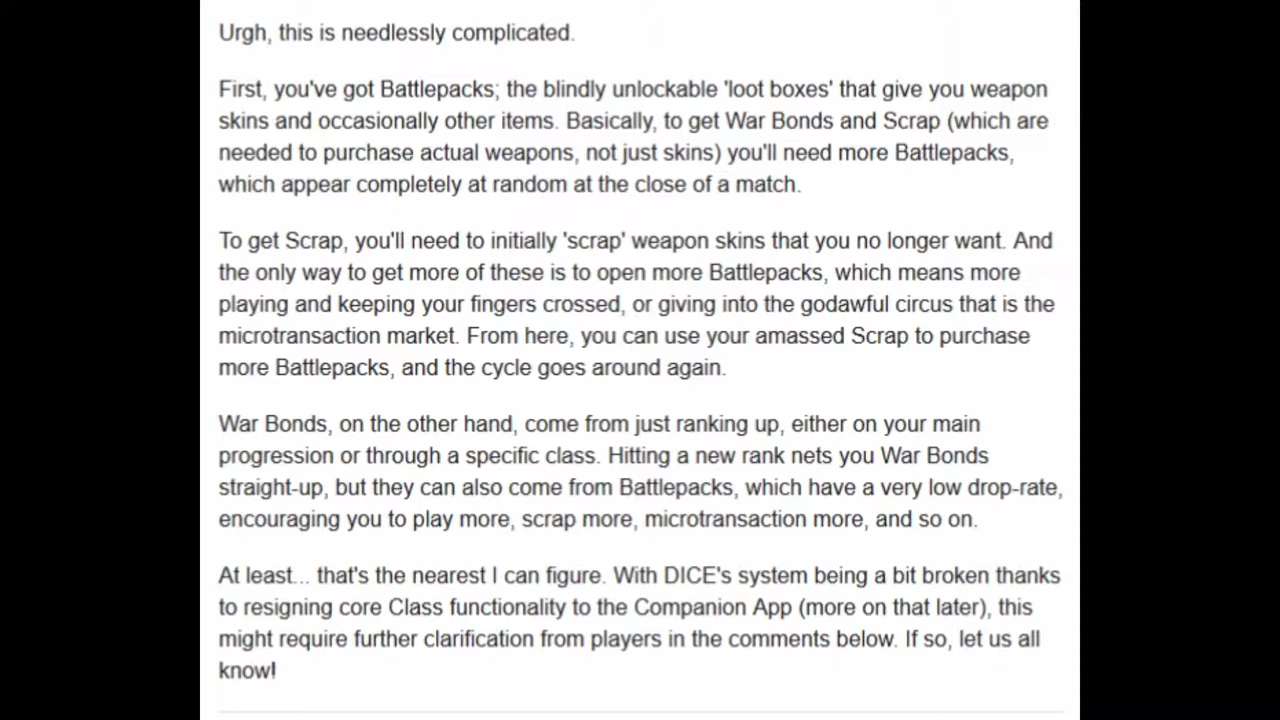 Urgh, this is needlessly complicated.
First, you've got Battlepacks; the blindly unlockable 'loot boxes' that give you weapon
skins and occasionally other items. Basically, to get War Bonds and Scrap (which are
needed to purchase actual weapons, not just skins) you'll need more Battlepacks,
which appear completely at random at the close of a match.
To get Scrap, you'll need to initially 'scrap' weapon skins that you no longer want. And
the only way to get more of these is to open more Battlepacks, which means more
playing and keeping your fingers crossed, or giving into the godawful circus that is the
microtransaction market. From here, you can use your amassed Scrap to purchase
more Battlepacks, and the cycle goes around again.
War Bonds, on the other hand, come from just ranking up, either on your main
progression or through a specific class. Hitting a new rank nets you War Bonds
straight-up, but they can also come from Battlepacks, which have a very low drop-rate,
encouraging you to play more, scrap more, microtransaction more, and so on.
At least... that's the nearest I can figure. With DICE's system being a bit broken thanks
to resigning core Class functionality to the Companion App (more on that later), this
might require further clarification from players in the comments below. If so, let us all
know!